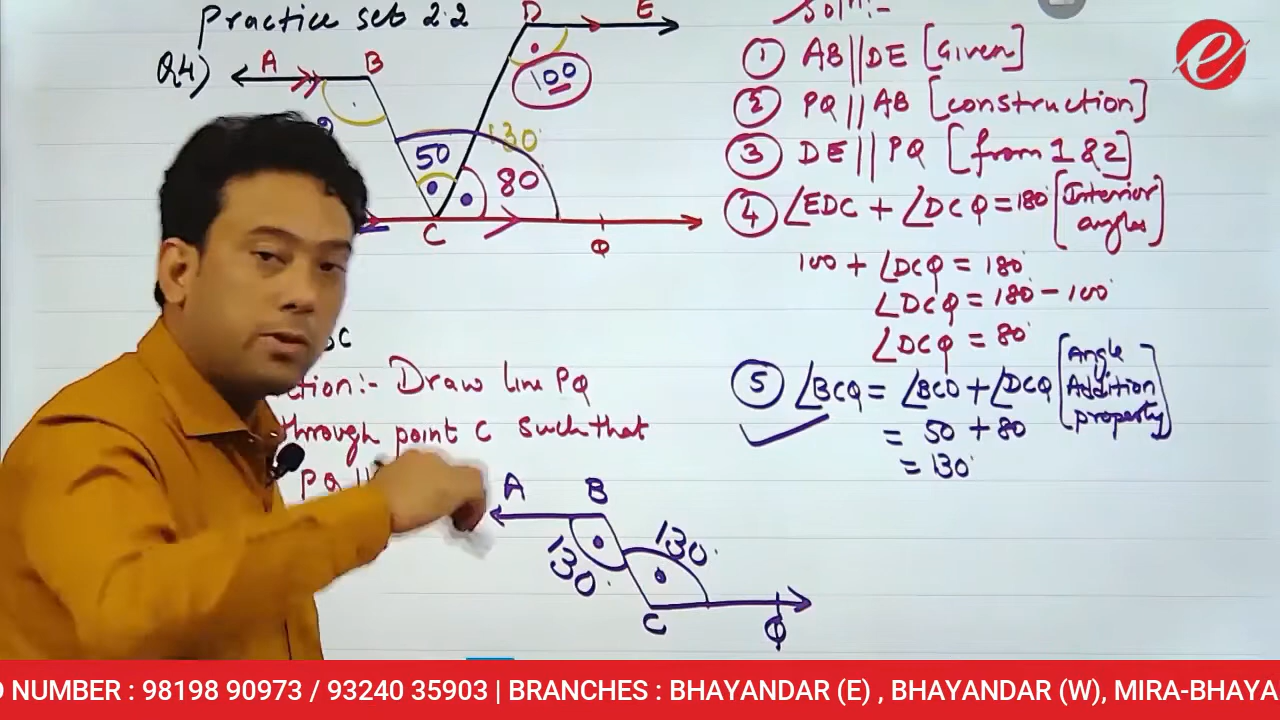 Practice set 2.2
Q4)
A B
D E
100
130°
50
80
C
Q
Soln:-
① AB||DE [Given]
② PQ||AB [construction]
③ DE||PQ [from 1 & 2]
④ ∠EDC + ∠DCQ = 180° [Interior angles]
100 + ∠DCQ = 180°
∠DCQ = 180° - 100°
∠DCQ = 80°
⑤ ∠BCQ = ∠BCD + ∠DCQ [Angle Addition property]
= 50 + 80
= 130°
ction:- Draw line PQ
through point C such that
PQ ||
A B
130°
130°
C
Q
NUMBER : 98198 90973 / 93240 35903 | BRANCHES : BHAYANDAR (E) , BHAYANDAR (W), MIRA-BHAYA